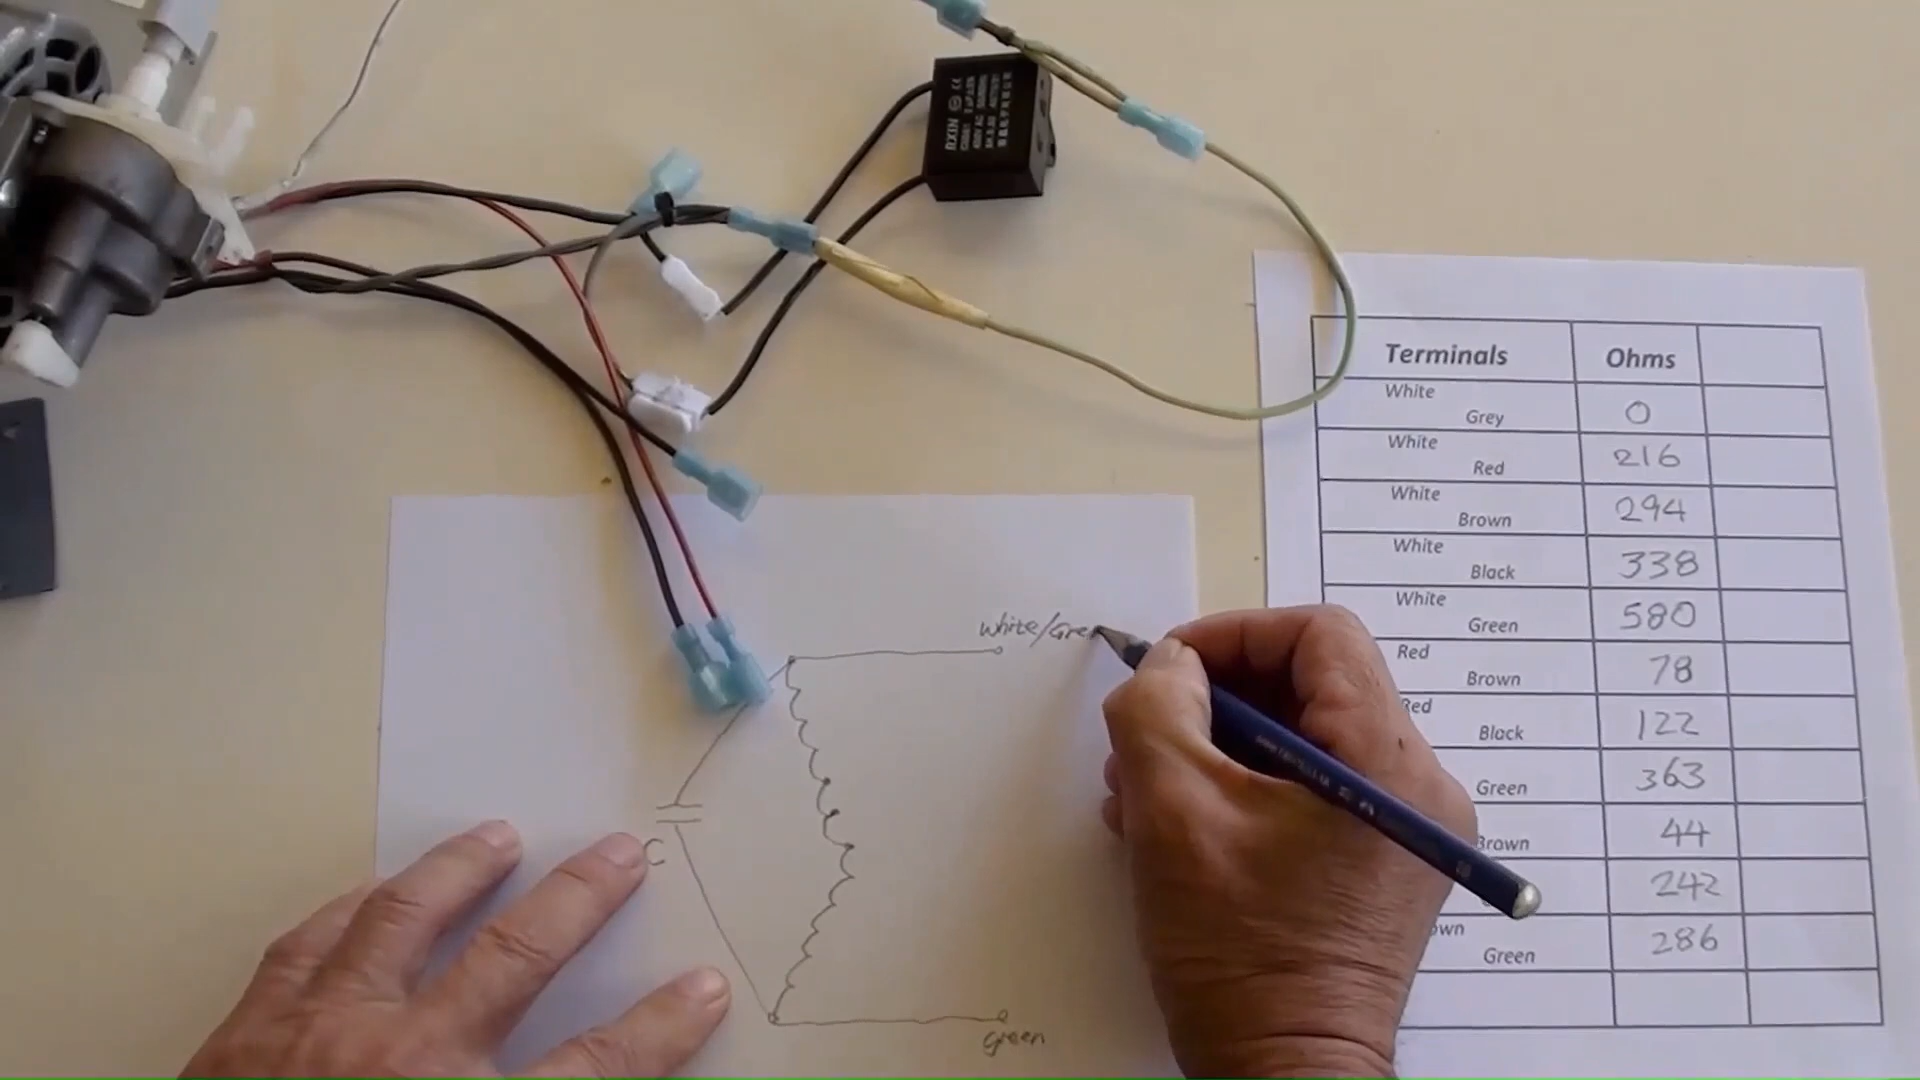 Terminals Ohms
White
Grey 0
White
Red 216
White
Brown 294
White
Black 338
White
Green 580
Red
Brown 78
Red
Black 122
Green 363
Brown 44
242
Green 286
White/Gre
C
green